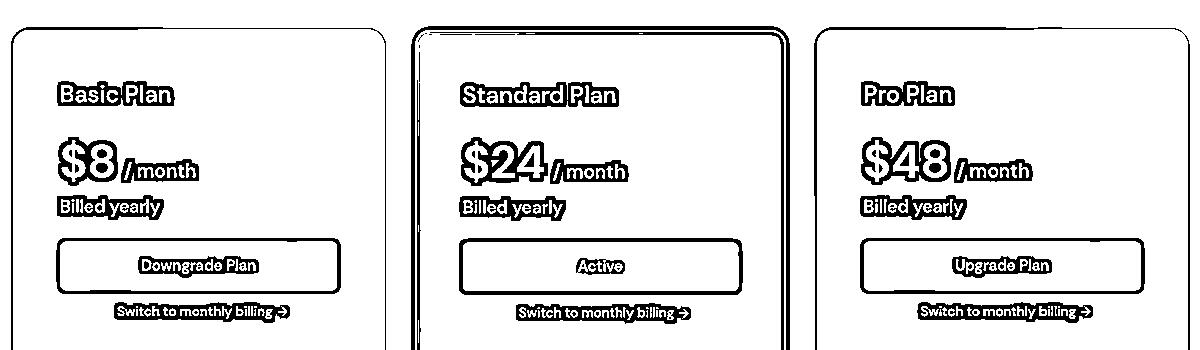 Basic Plan
$8 / month
Billed yearly
Downgrade Plan
Switch to monthly billing →
Standard Plan
$24 / month
Billed yearly
Active
Switch to monthly billing →
Pro Plan
$48 / month
Billed yearly
Upgrade Plan
Switch to monthly billing →